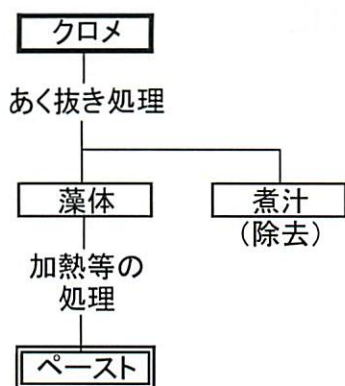 クロメ
あく抜き処理
藻体
煮汁
(除去)
加熱等の
処理
ペースト